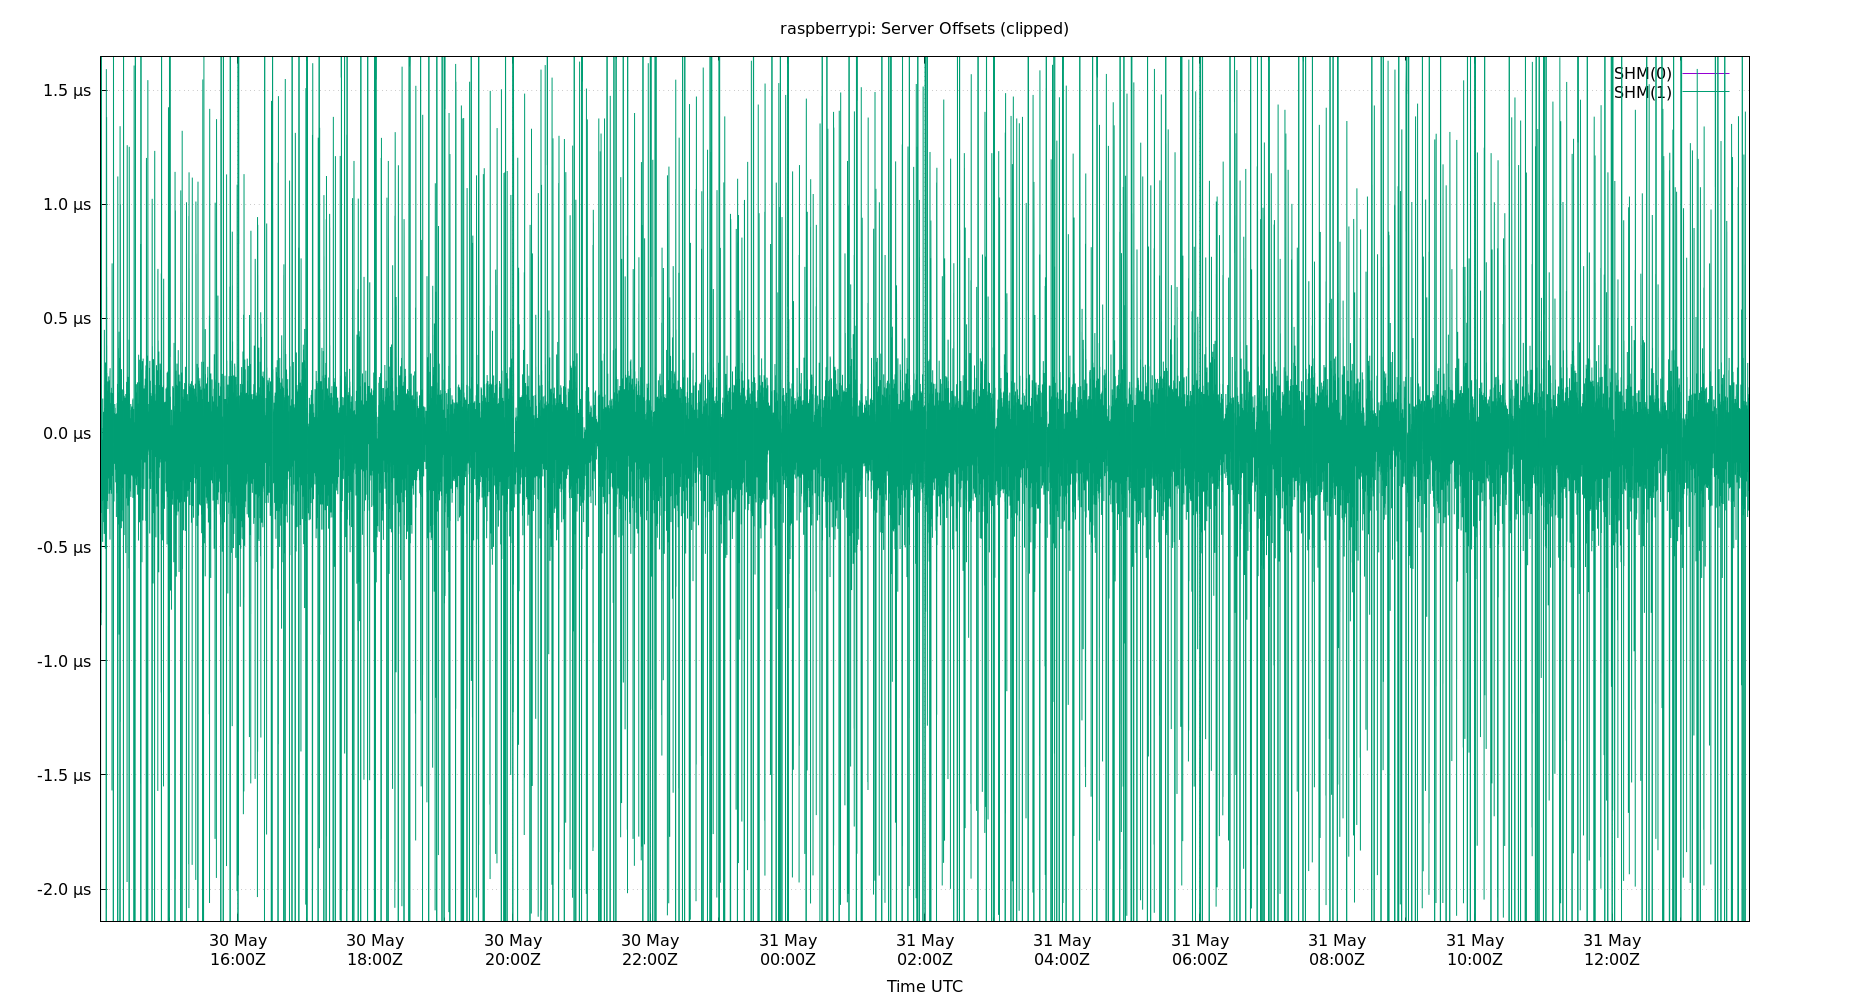 raspberrypi: Server Offsets (clipped)
SHM(0)
SHM(1)
1.5 µs
1.0 µs
0.5 µs
0.0 µs
-0.5 µs
-1.0 µs
-1.5 µs
-2.0 µs
30 May 30 May 30 May 30 May 31 May 31 May 31 May 31 May 31 May 31 May 31 May
16:00Z 18:00Z 20:00Z 22:00Z 00:00Z 02:00Z 04:00Z 06:00Z 08:00Z 10:00Z 12:00Z
Time UTC